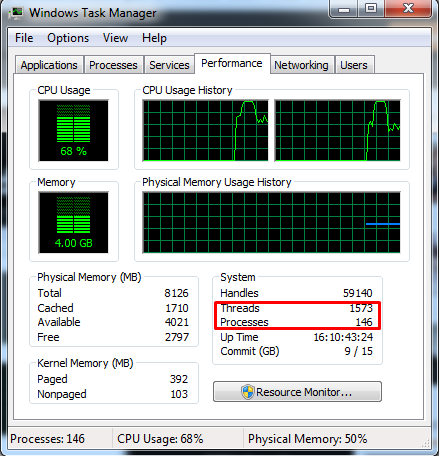 Windows Task Manager
File Options View Help
Applications Processes Services Performance Networking Users
CPU Usage CPU Usage History
68 %
Memory Physical Memory Usage History
4.00 GB
Physical Memory (MB) System
Total 8126 Handles 59140
Cached 1710 Threads 1573
Available 4021 Processes 146
Free 2797 Up Time 16:10:43:24
Commit (GB) 9 / 15
Kernel Memory (MB)
Paged 392
Nonpaged 103
Resource Monitor...
Processes: 146 CPU Usage: 68% Physical Memory: 50%